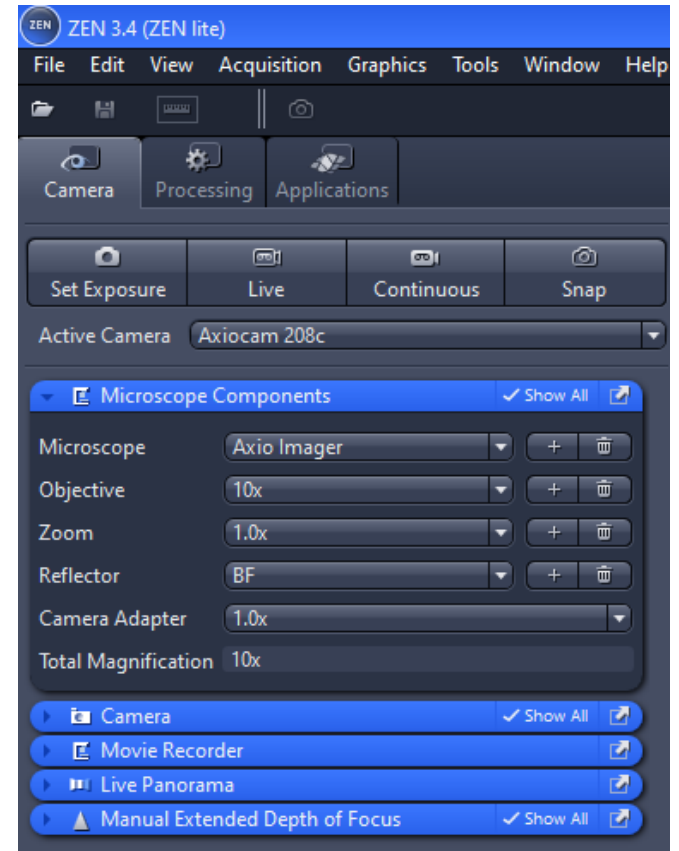 ZEN ZEN 3.4 (ZEN lite)
File Edit View Acquisition Graphics Tools Window Help
Camera Processing Applications
Set Exposure Live Continuous Snap
Active Camera Axiocam 208c
Microscope Components Show All
Microscope Axio Imager
Objective 10x
Zoom 1.0x
Reflector BF
Camera Adapter 1.0x
Total Magnification 10x
Camera Show All
Movie Recorder
Live Panorama
Manual Extended Depth of Focus Show All